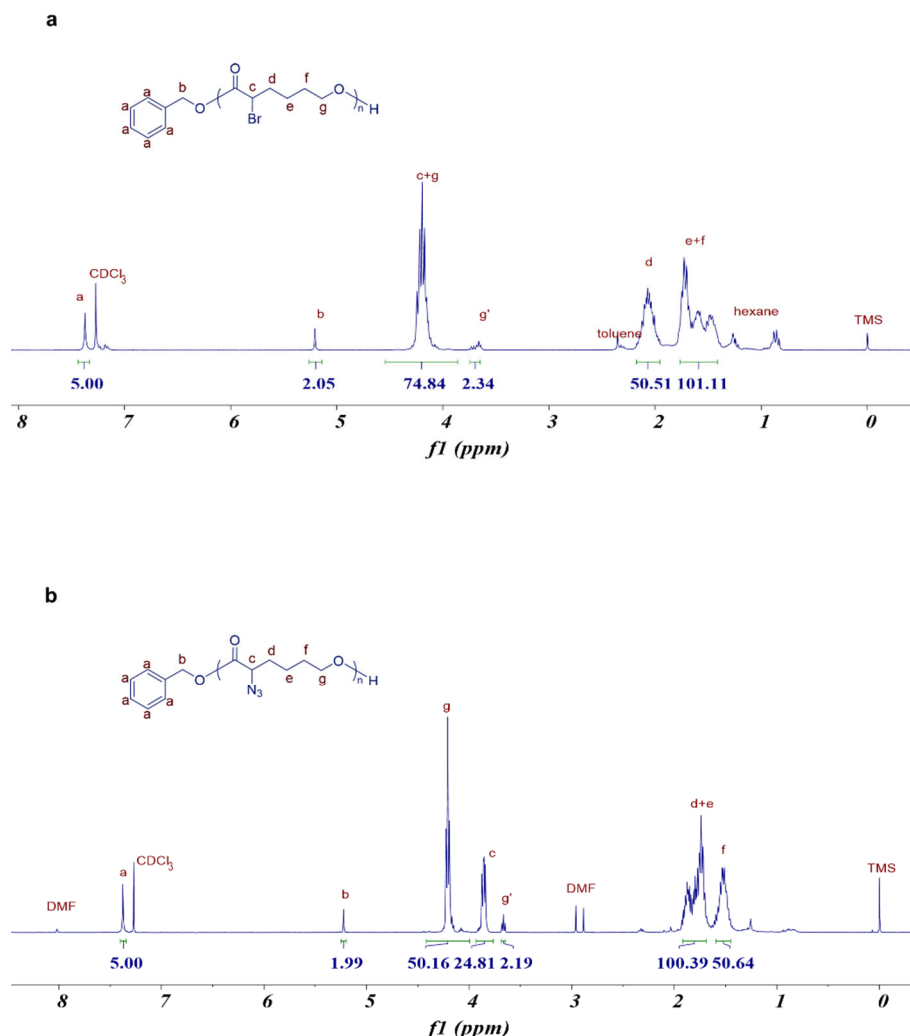 a
O
b
c
d
e
f
g
O
O
n
H
Br
a
a
a
a
a
c+g
e+f
d
CDCl3
a
hexane
b
g'
toluene
TMS
5.00
2.05
74.84
2.34
50.51
101.11
8 7 6 5 4 3 2 1 0
f1 (ppm)
b
O
b
c
d
e
f
g
O
O
n
H
N3
a
a
a
a
a
g
d+e
c
f
CDCl3
a
TMS
DMF
b
DMF
g'
5.00
1.99
50.16
24.81
2.19
100.39
50.64
8 7 6 5 4 3 2 1 0
f1 (ppm)